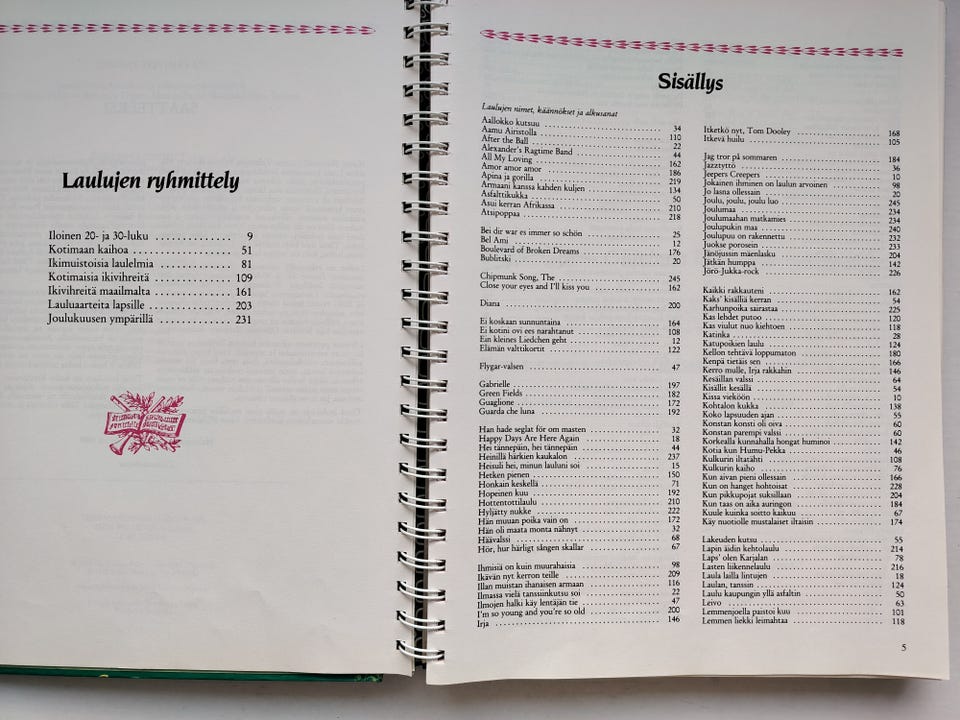 Laulujen ryhmittely
Iloinen 20- ja 30-luku .............. 9
Kotimaan kaihoa .............. 51
Ikimuistoisia laulelmia .............. 81
Kotimaisia ikivihreitä .............. 109
Ikivihreitä maailmalta .............. 161
Lauluaarteita lapsille .............. 203
Joulukuusen ympärillä .............. 231
Sisällys
Laulujen nimet, käännökset ja alkusanat
Aallokko kutsuu .............. 34
Aamu Airistolla .............. 110
After the Ball .............. 22
Alexander's Ragtime Band .............. 44
All My Loving .............. 162
Amor amor amor .............. 186
Apina ja gorilla .............. 219
Armaani kanssa kahden kuljen .............. 134
Asfalttikukka .............. 50
Asui kerran Afrikassa .............. 210
Atsipoppaa .............. 218
Bei dir war es immer so schön .............. 25
Bel Ami .............. 12
Boulevard of Broken Dreams .............. 176
Bublitski .............. 20
Chipmunk Song, The .............. 245
Close your eyes and I'll kiss you .............. 162
Diana .............. 200
Ei koskaan sunnuntaina .............. 164
Ei kotini ovi ees narahtanut .............. 108
Ein kleines Liedchen geht .............. 12
Elämän valttikortit .............. 122
Flygar-valsen .............. 47
Gabrielle .............. 197
Green Fields .............. 182
Guaglione .............. 172
Guarda che luna .............. 192
Han hade seglat för om masten .............. 32
Happy Days Are Here Again .............. 18
Hei tännepäin, hei tännepäin .............. 44
Heinillä härkien kaukalon .............. 237
Heisuli hei, minun lauluni soi .............. 15
Hetken pienen .............. 150
Honkain keskellä .............. 71
Hopeinen kuu .............. 192
Hottentottilaulu .............. 210
Hyljätty nukke .............. 222
Hän muuan poika vain on .............. 172
Hän oli maata monta nähnyt .............. 32
Häävalssi .............. 68
Hör, hur härligt sången skallar .............. 67
Ihmisiä on kuin muurahaisia .............. 98
Ikävän nyt kerron teille .............. 209
Illan muistan ihanaisen armaan .............. 116
Ilmassa vielä tanssiinkutsu soi .............. 22
Ilmojen halki käy lentäjän tie .............. 47
I'm so young and you're so old .............. 200
Irja .............. 146
Itketkö nyt, Tom Dooley .............. 168
Itkevä huilu .............. 105
Jag tror på sommaren .............. 184
Jazztyttö .............. 36
Jeepers Creepers .............. 10
Jokainen ihminen on laulun arvoinen .............. 98
Jo lasna ollessain .............. 20
Joulu, joulu, joulu luo .............. 245
Joulumaa .............. 234
Joulumaahan matkamies .............. 234
Joulupukin maa .............. 240
Joulupuu on rakennettu .............. 232
Juokse porosein .............. 233
Jänöjussin mäenlasku .............. 204
Jätkän humppa .............. 142
Jörö-Jukka-rock .............. 226
Kaikki rakkauteni .............. 162
Kaks' kisälliä kerran .............. 54
Karhunpoika sairastaa .............. 225
Kas lehdet putoo .............. 120
Kas viulut nuo kiehtoen .............. 118
Katinka .............. 28
Katupoikien laulu .............. 124
Kellon tehtävä loppumaton .............. 180
Kenpä tietäis sen .............. 166
Kerro mulle, Irja rakkahin .............. 146
Kesäillan valssi .............. 64
Kisällit kesällä .............. 54
Kissa vieköön .............. 10
Kohtalon kukka .............. 138
Koko lapsuuden ajan .............. 55
Konstan konsti oli oiva .............. 60
Konstan parempi valssi .............. 60
Korkealla kunnahalla hongat huminoi .............. 142
Kotia kun Humu-Pekka .............. 46
Kulkurin iltatähti .............. 108
Kulkurin kaiho .............. 76
Kun aivan pieni ollessain .............. 166
Kun on hanget hohtoisat .............. 228
Kun pikkupojat suksillaan .............. 204
Kun taas on aika auringon .............. 184
Kuule kuinka soitto kaikuu .............. 67
Käy nuotiolle mustalaiset iltaisin .............. 174
Lakeuden kutsu .............. 55
Lapin äidin kehtolaulu .............. 214
Laps' olen Karjalan .............. 78
Lasten liikennelaulu .............. 216
Laula lailla lintujen .............. 18
Laulan, tanssin .............. 124
Laulu kaupungin yllä asfaltin .............. 50
Leivo .............. 63
Lemmenjoella paistoi kuu .............. 101
Lemmen liekki leimahtaa .............. 118
5